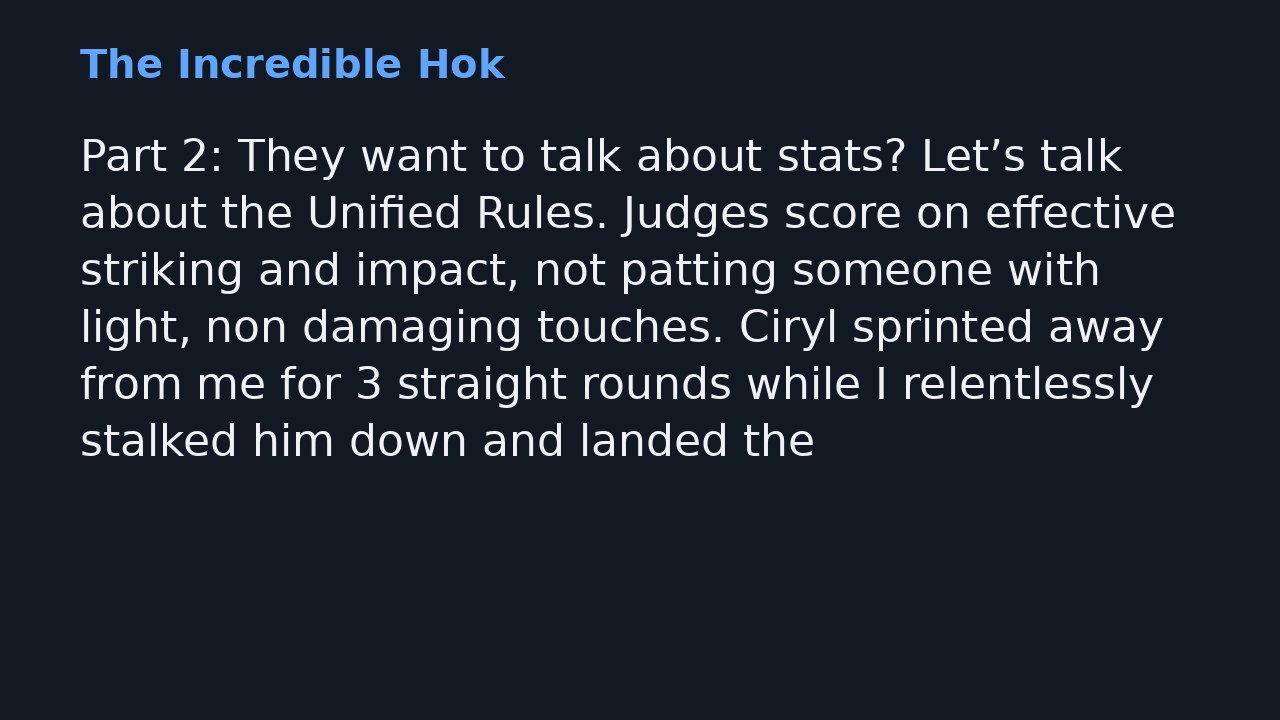 The Incredible Hok
Part 2: They want to talk about stats? Let’s talk
about the Unified Rules. Judges score on effective
striking and impact, not patting someone with
light, non damaging touches. Ciryl sprinted away
from me for 3 straight rounds while I relentlessly
stalked him down and landed the